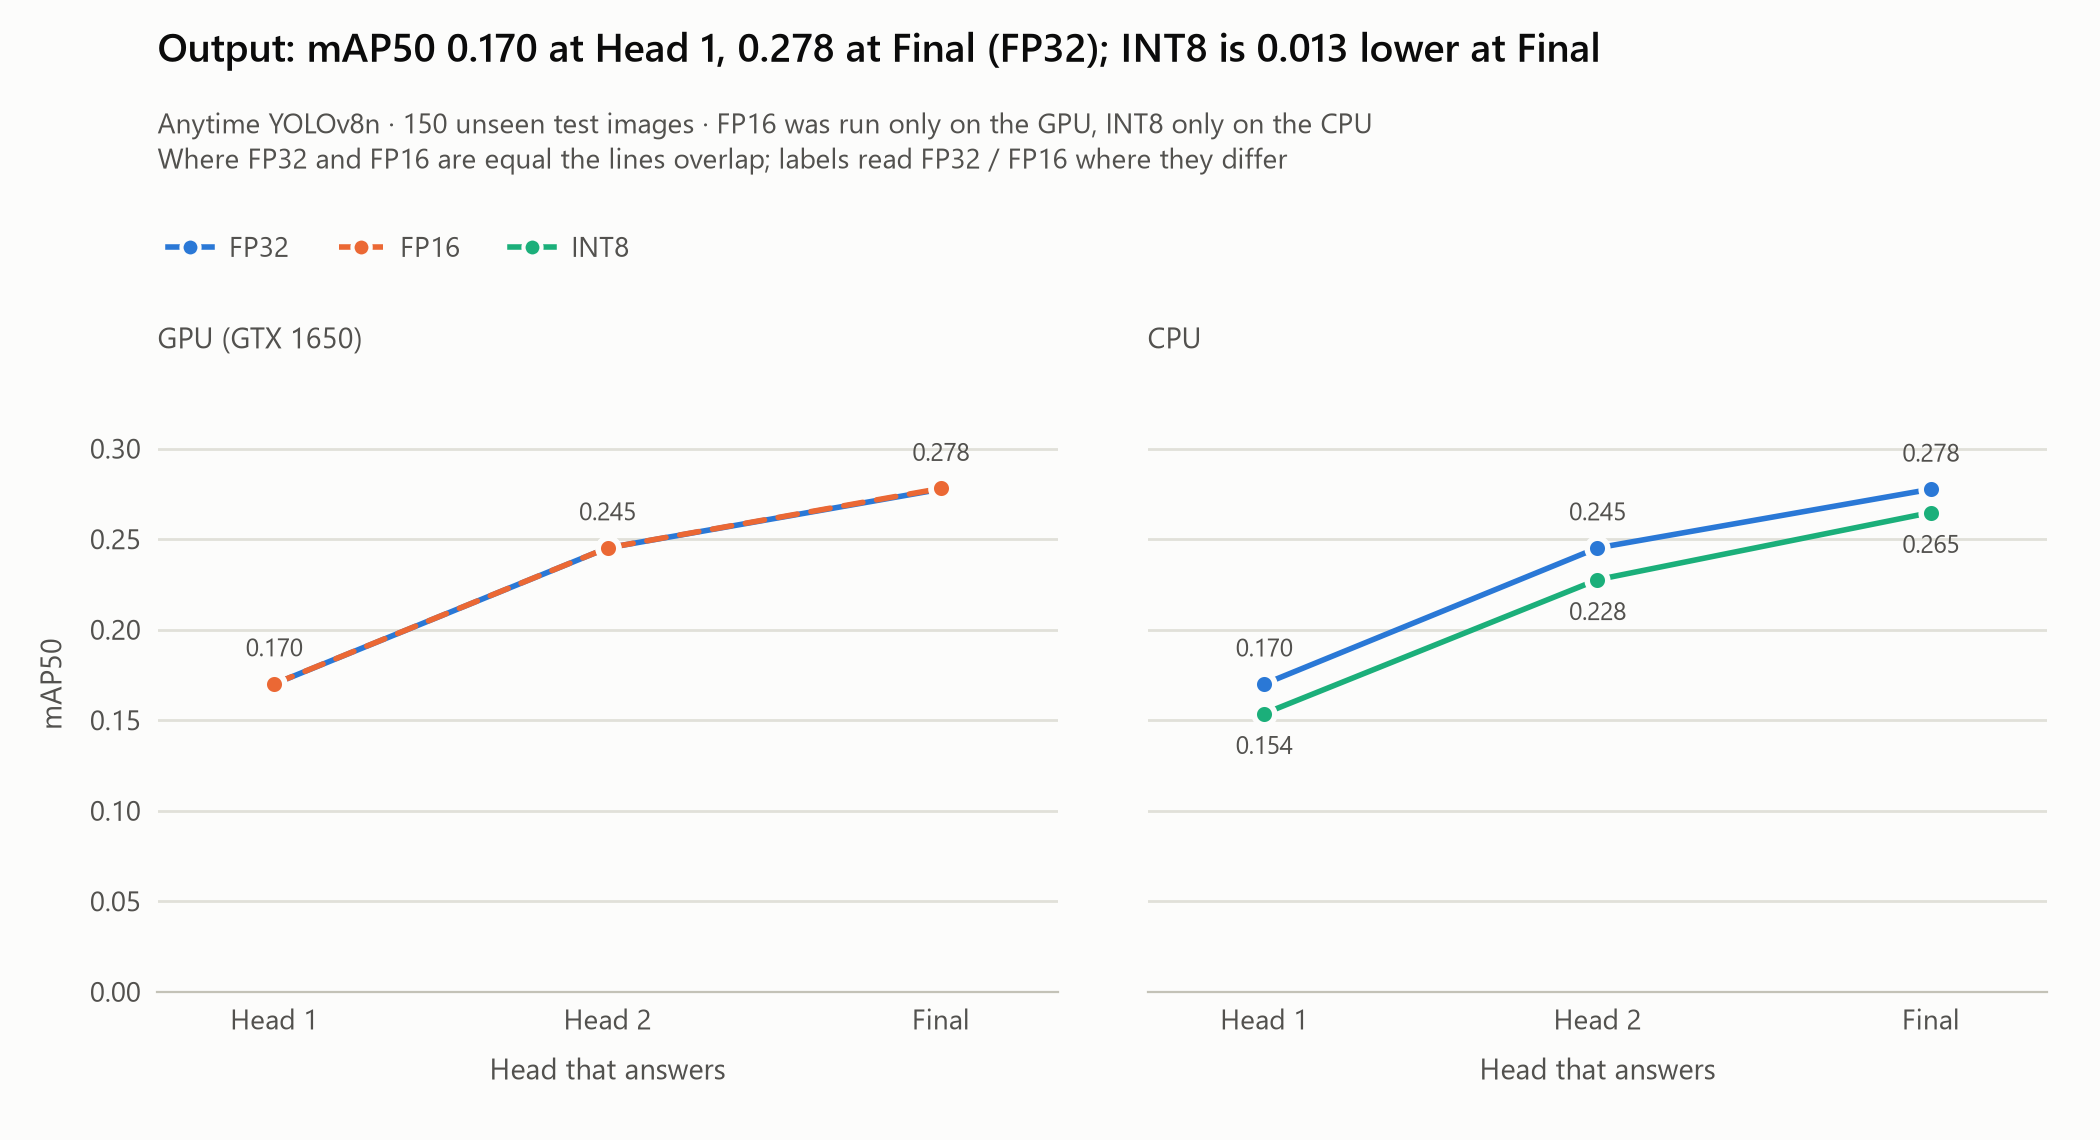 Output: mAP50 0.170 at Head 1, 0.278 at Final (FP32); INT8 is 0.013 lower at Final
Anytime YOLOv8n · 150 unseen test images · FP16 was run only on the GPU, INT8 only on the CPU
Where FP32 and FP16 are equal the lines overlap; labels read FP32 / FP16 where they differ
FP32 FP16 INT8
GPU (GTX 1650)
mAP50
0.30
0.25
0.20
0.15
0.10
0.05
0.00
0.170
0.245
0.278
Head 1 Head 2 Final
Head that answers
CPU
0.170
0.245
0.278
0.154
0.228
0.265
Head 1 Head 2 Final
Head that answers